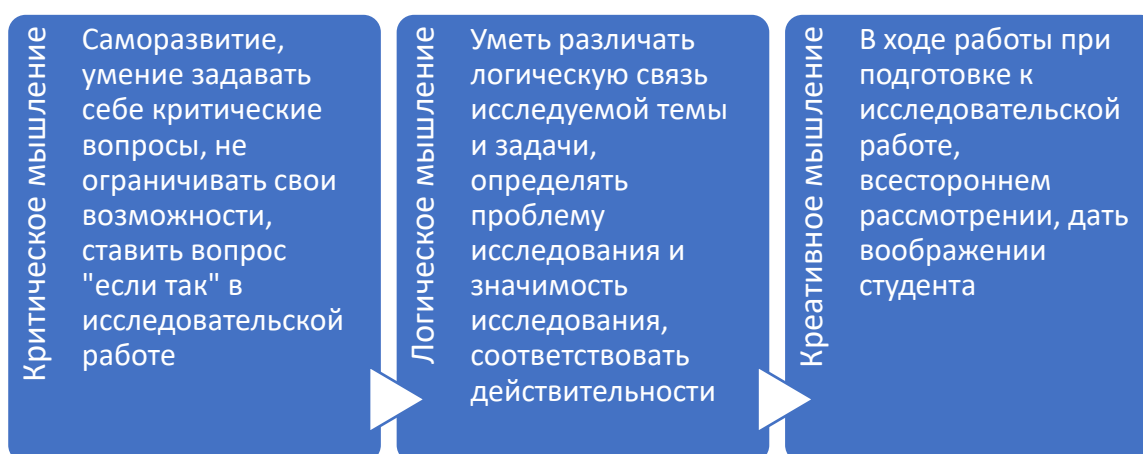 Критическое мышление
Саморазвитие,
умение задавать
себе критические
вопросы, не
ограничивать свои
возможности,
ставить вопрос
"если так" в
исследовательской
работе
Логическое мышление
Уметь различать
логическую связь
исследуемой темы
и задачи,
определять
проблему
исследования и
значимость
исследования,
соответствовать
действительности
Креативное мышление
В ходе работы при
подготовке к
исследовательской
работе,
всестороннем
рассмотрении, дать
воображении
студента